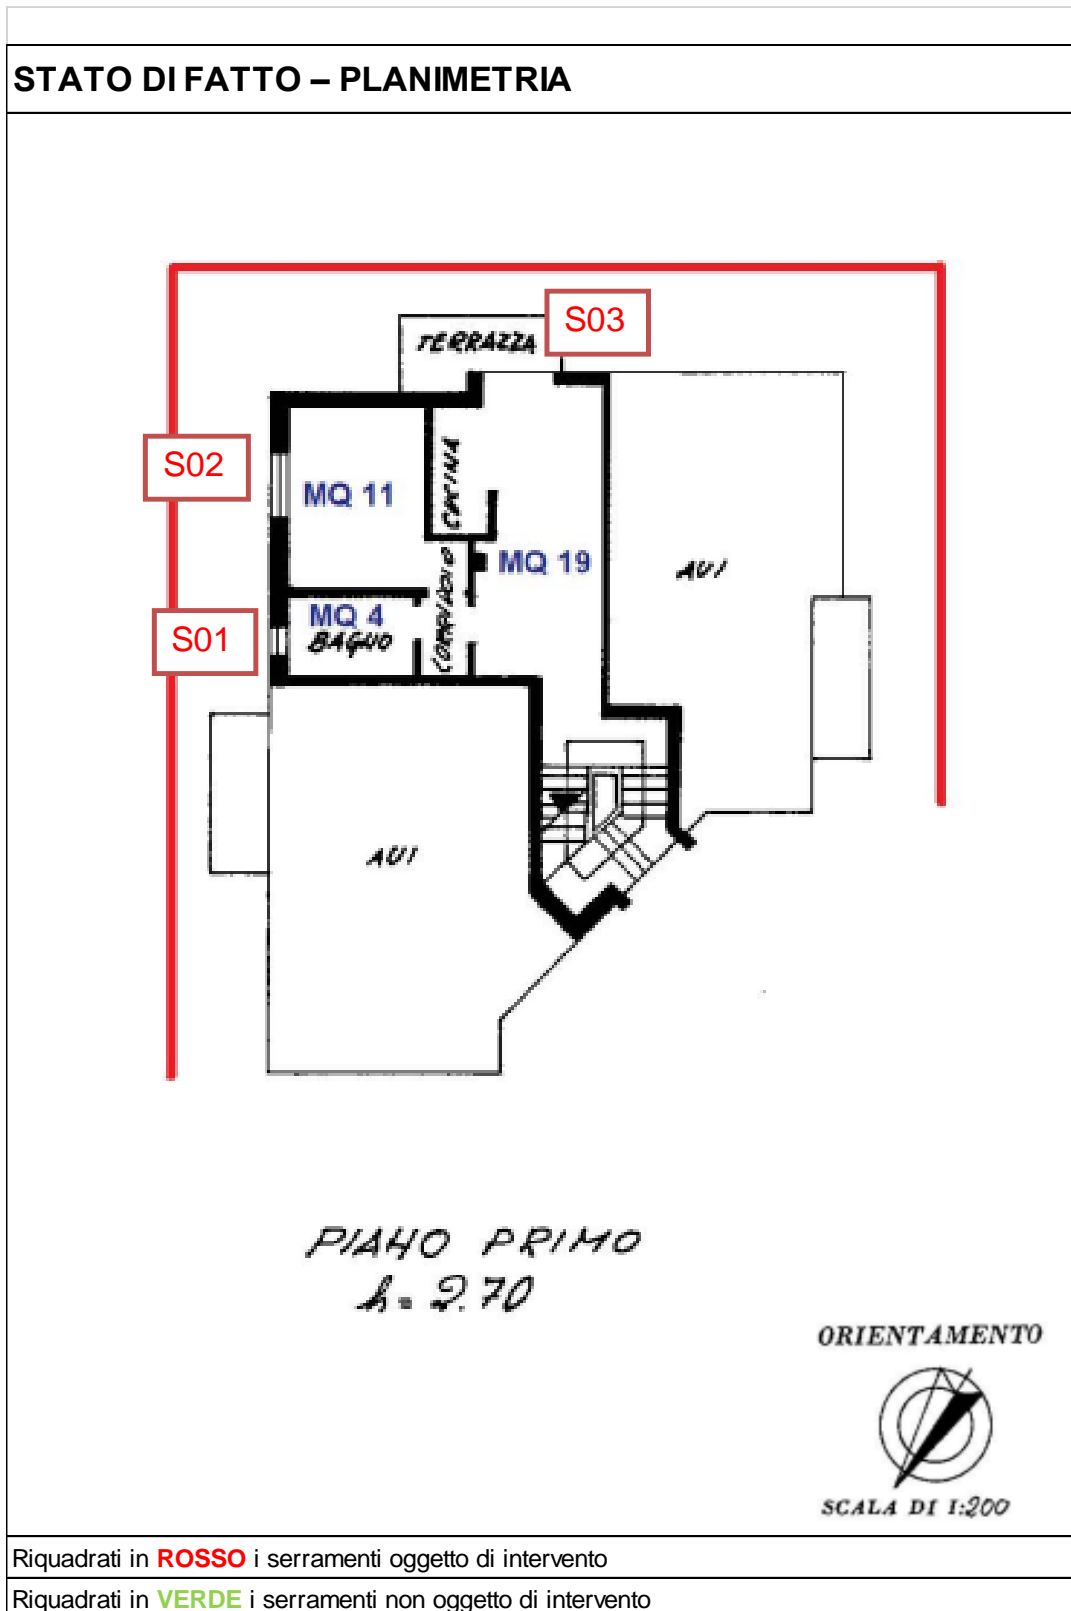 STATO DI FATTO – PLANIMETRIA
S03
TERRAZZA
S02
CUCINA
MQ 11
MQ 19
CORRIDOIO
AUI
MQ 4
S01
BAGNO
AUI
PIANO PRIMO
h = 2.70
ORIENTAMENTO
SCALA DI 1:200
Riquadrati in ROSSO i serramenti oggetto di intervento
Riquadrati in VERDE i serramenti non oggetto di intervento